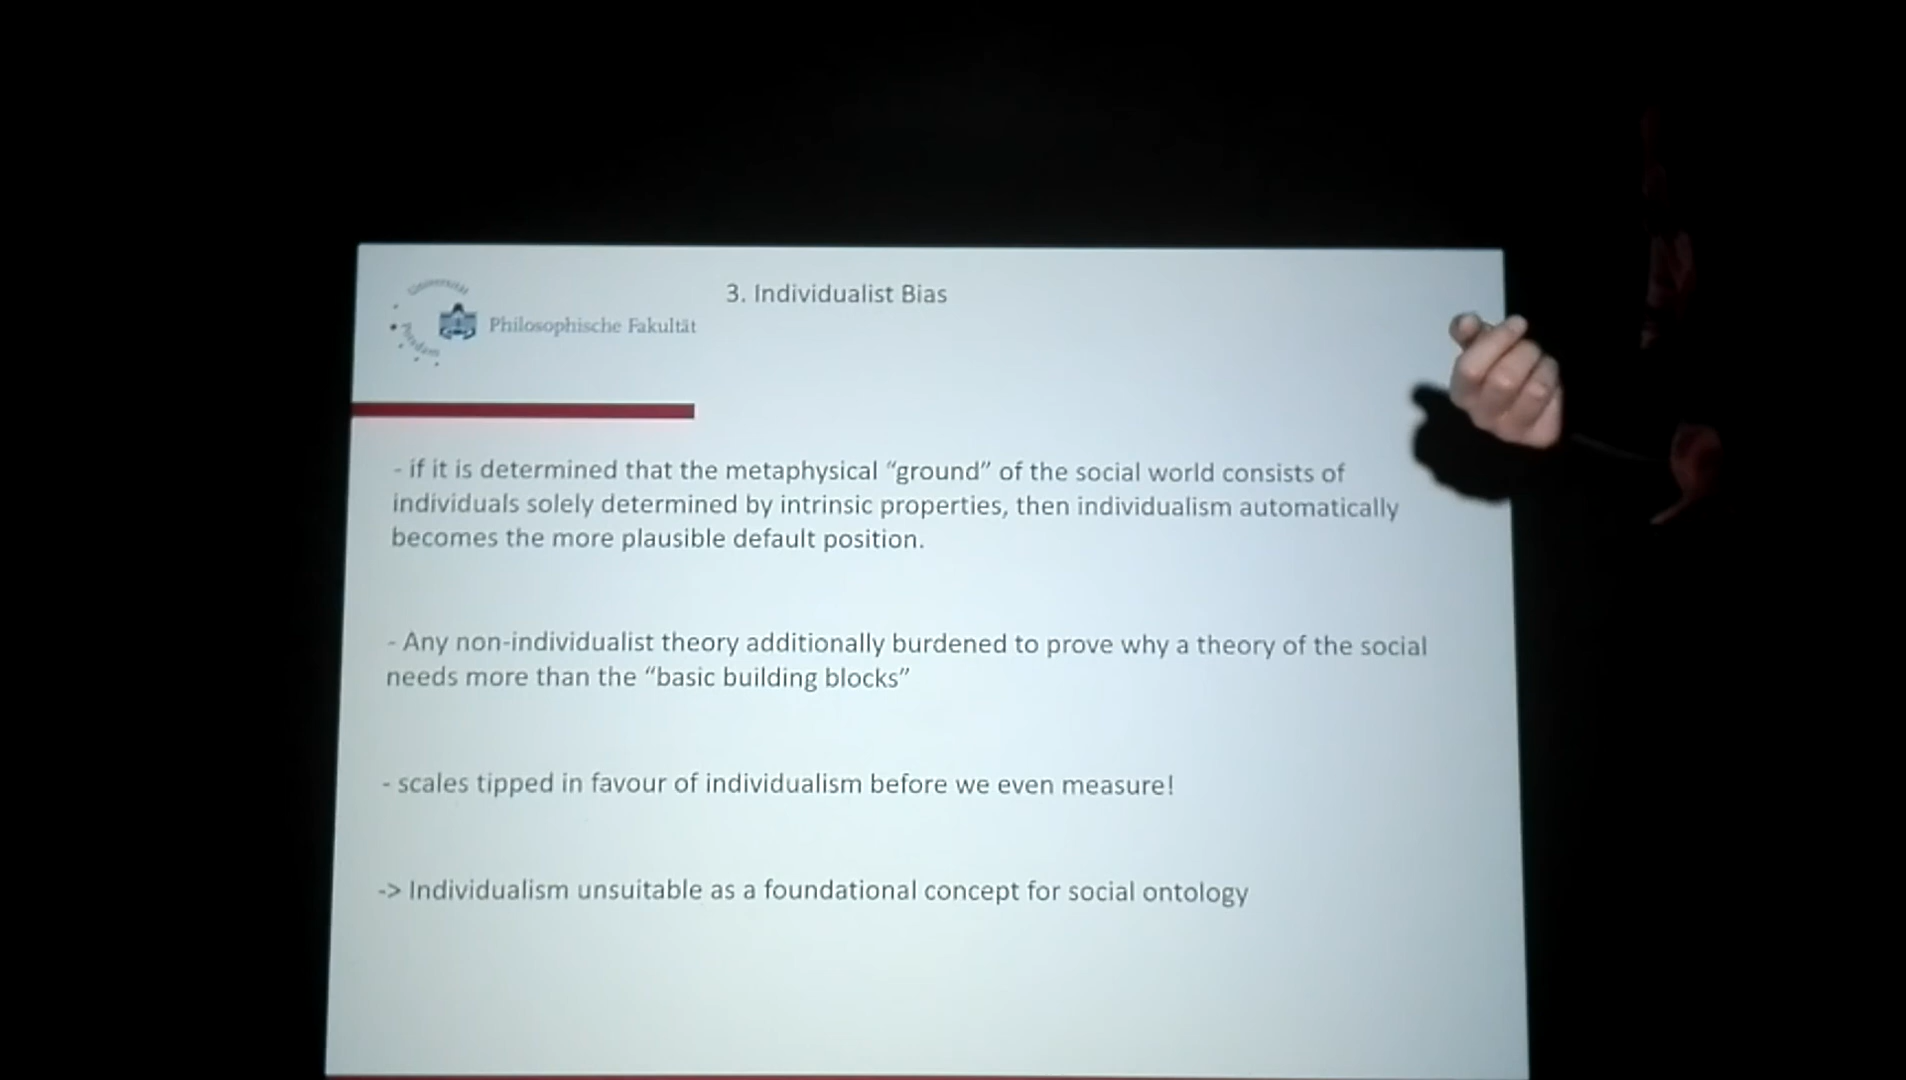 3. Individualist Bias
Universität
Potsdam
Philosophische Fakultät
- if it is determined that the metaphysical “ground” of the social world consists of
individuals solely determined by intrinsic properties, then individualism automatically
becomes the more plausible default position.
- Any non-individualist theory additionally burdened to prove why a theory of the social
needs more than the “basic building blocks”
- scales tipped in favour of individualism before we even measure!
-> Individualism unsuitable as a foundational concept for social ontology